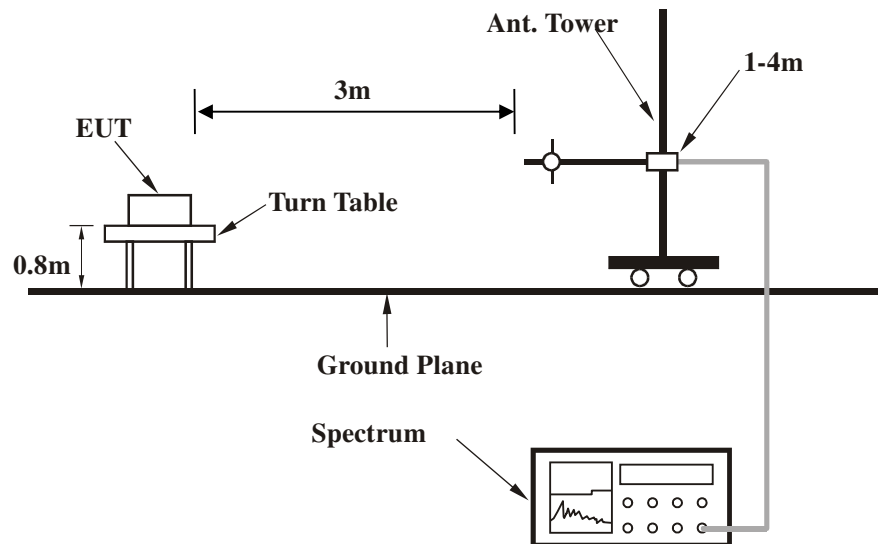 Ant. Tower
1-4m
3m
EUT
Turn Table
0.8m
Ground Plane
Spectrum